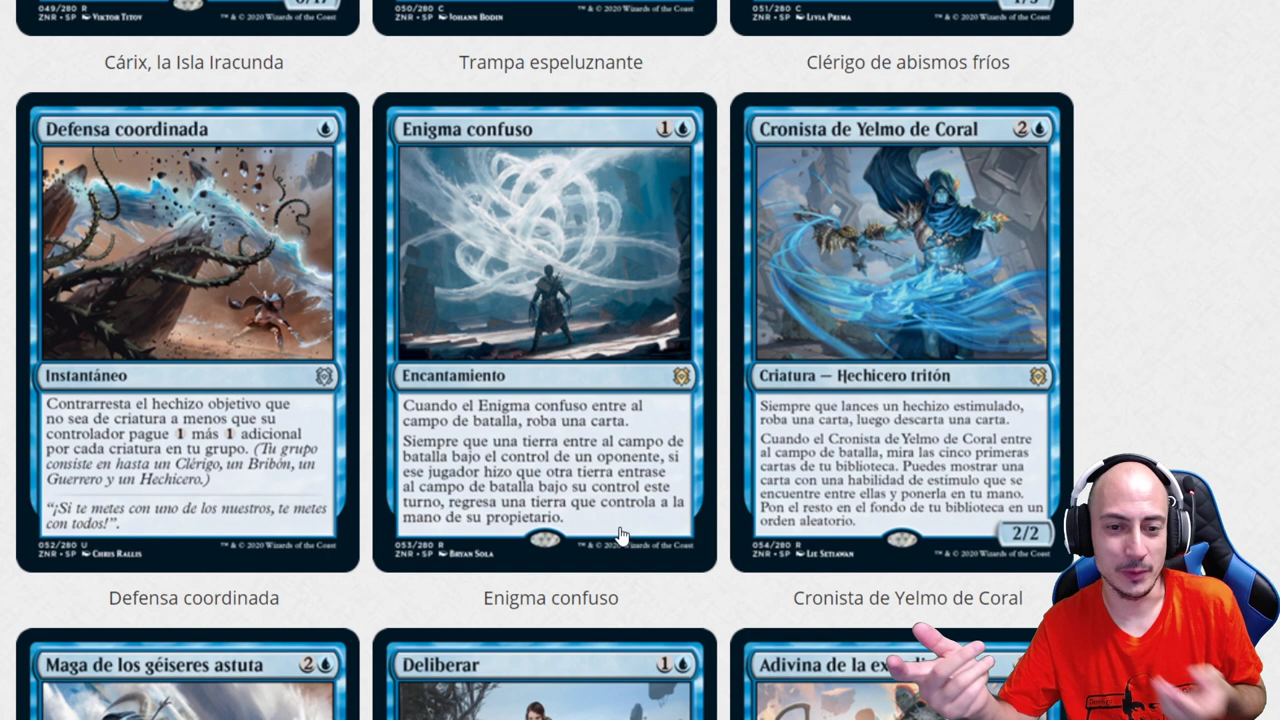 049/280 R
ZNR • SP VIKTOR TITOV
™ & © 2020 Wizards of the Coast
050/280 C
ZNR • SP JOHANN BODIN
™ & © 2020 Wizards of the Coast
051/280 C
ZNR • SP LIVIA PRIMA
™ & © 2020 Wizards of the Coast
Cárix, la Isla Iracunda
Trampa espeluznante
Clérigo de abismos fríos
Defensa coordinada
Instantáneo
Contrarresta el hechizo objetivo que
no sea de criatura a menos que su
controlador pague 1 más 1 adicional
por cada criatura en tu grupo. (Tu grupo
consiste en hasta un Clérigo, un Bribón, un
Guerrero y un Hechicero.)
“¡Si te metes con uno de los nuestros, te metes
con todos!”.
052/280 U
ZNR • SP CHRIS RALLIS
™ & © 2020 Wizards of the Coast
Defensa coordinada
Enigma confuso 1
Encantamiento
Cuando el Enigma confuso entre al
campo de batalla, roba una carta.
Siempre que una tierra entre al campo de
batalla bajo el control de un oponente, si
ese jugador hizo que otra tierra entrase
al campo de batalla bajo su control este
turno, regresa una tierra que controla a la
mano de su propietario.
053/280 R
ZNR • SP BRYAN SOLA
™ & © 2020 Wizards of the Coast
Enigma confuso
Cronista de Yelmo de Coral 2
Criatura — Hechicero tritón
Siempre que lances un hechizo estimulado,
roba una carta, luego descarta una carta.
Cuando el Cronista de Yelmo de Coral entre
al campo de batalla, mira las cinco primeras
cartas de tu biblioteca. Puedes mostrar una
carta con una habilidad de estímulo que se
encuentre entre ellas y ponerla en tu mano.
Pon el resto en el fondo de tu biblioteca en un
orden aleatorio.
2/2
054/280 R
ZNR • SP LIE SETIAWAN
™ & © 2020 Wizards of the Coast
Cronista de Yelmo de Coral
Maga de los géiseres astuta 2
Deliberar 1
Adivina de la